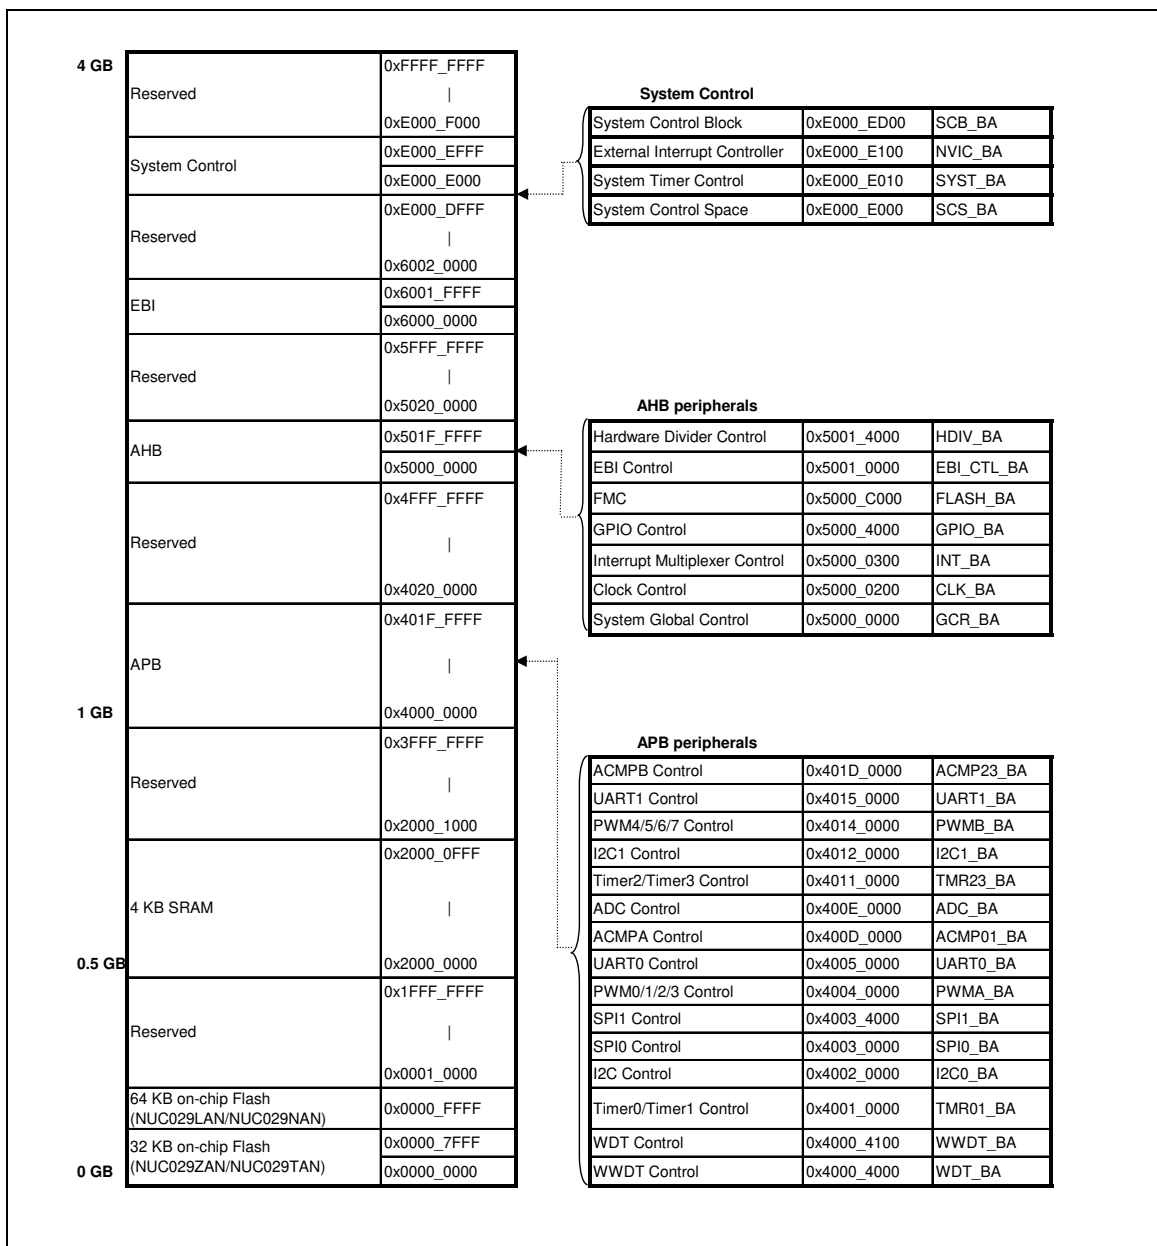 4 GB
Reserved
0xFFFF_FFFF
|
0xE000_F000
System Control
0xE000_EFFF
0xE000_E000
Reserved
0xE000_DFFF
|
0x6002_0000
EBI
0x6001_FFFF
0x6000_0000
Reserved
0x5FFF_FFFF
|
0x5020_0000
AHB
0x501F_FFFF
0x5000_0000
Reserved
0x4FFF_FFFF
|
0x4020_0000
APB
0x401F_FFFF
|
1 GB
0x4000_0000
Reserved
0x3FFF_FFFF
|
0x2000_1000
4 KB SRAM
0x2000_0FFF
|
0.5 GB
0x2000_0000
Reserved
0x1FFF_FFFF
|
0x0001_0000
64 KB on-chip Flash
(NUC029LAN/NUC029NAN)
0x0000_FFFF
32 KB on-chip Flash
(NUC029ZAN/NUC029TAN)
0x0000_7FFF
0 GB
0x0000_0000
System Control
System Control Block 0xE000_ED00 SCB_BA
External Interrupt Controller 0xE000_E100 NVIC_BA
System Timer Control 0xE000_E010 SYST_BA
System Control Space 0xE000_E000 SCS_BA
AHB peripherals
Hardware Divider Control 0x5001_4000 HDIV_BA
EBI Control 0x5001_0000 EBI_CTL_BA
FMC 0x5000_C000 FLASH_BA
GPIO Control 0x5000_4000 GPIO_BA
Interrupt Multiplexer Control 0x5000_0300 INT_BA
Clock Control 0x5000_0200 CLK_BA
System Global Control 0x5000_0000 GCR_BA
APB peripherals
ACMPB Control 0x401D_0000 ACMP23_BA
UART1 Control 0x4015_0000 UART1_BA
PWM4/5/6/7 Control 0x4014_0000 PWMB_BA
I2C1 Control 0x4012_0000 I2C1_BA
Timer2/Timer3 Control 0x4011_0000 TMR23_BA
ADC Control 0x400E_0000 ADC_BA
ACMPA Control 0x400D_0000 ACMP01_BA
UART0 Control 0x4005_0000 UART0_BA
PWM0/1/2/3 Control 0x4004_0000 PWMA_BA
SPI1 Control 0x4003_4000 SPI1_BA
SPI0 Control 0x4003_0000 SPI0_BA
I2C Control 0x4002_0000 I2C0_BA
Timer0/Timer1 Control 0x4001_0000 TMR01_BA
WDT Control 0x4000_4100 WWDT_BA
WWDT Control 0x4000_4000 WDT_BA